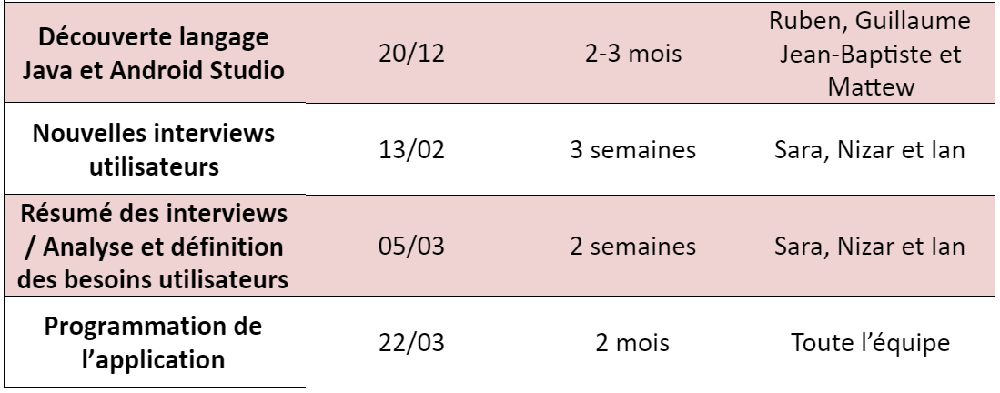 Découverte langage
Java et Android Studio
20/12
2-3 mois
Ruben, Guillaume
Jean-Baptiste et
Mattew
Nouvelles interviews
utilisateurs
13/02
3 semaines
Sara, Nizar et Ian
Résumé des interviews
/ Analyse et définition
des besoins utilisateurs
05/03
2 semaines
Sara, Nizar et Ian
Programmation de
l’application
22/03
2 mois
Toute l’équipe